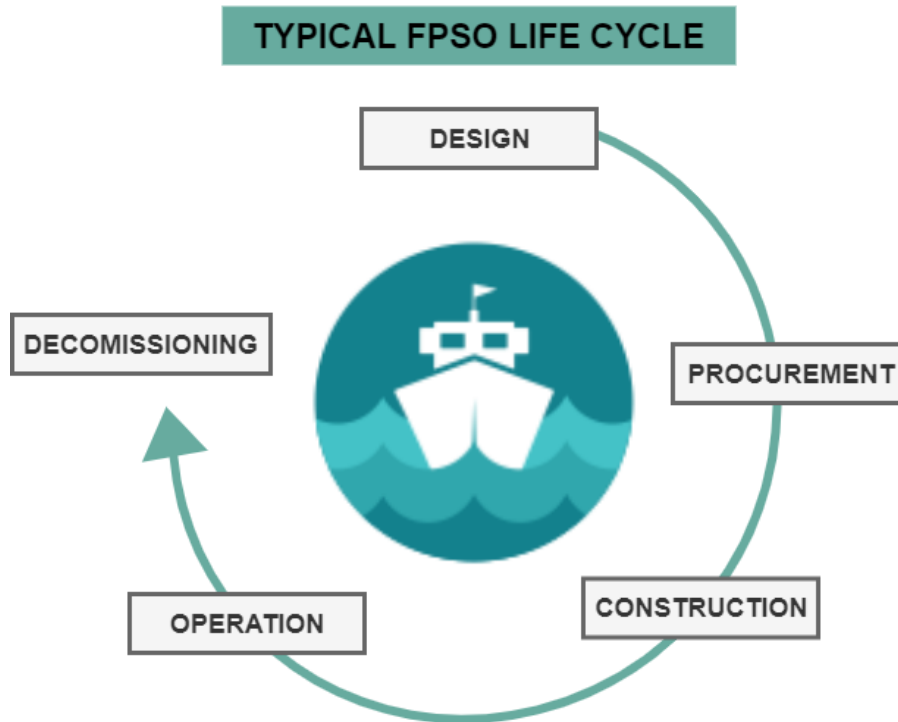 TYPICAL FPSO LIFE CYCLE
DESIGN
PROCUREMENT
CONSTRUCTION
OPERATION
DECOMISSIONING